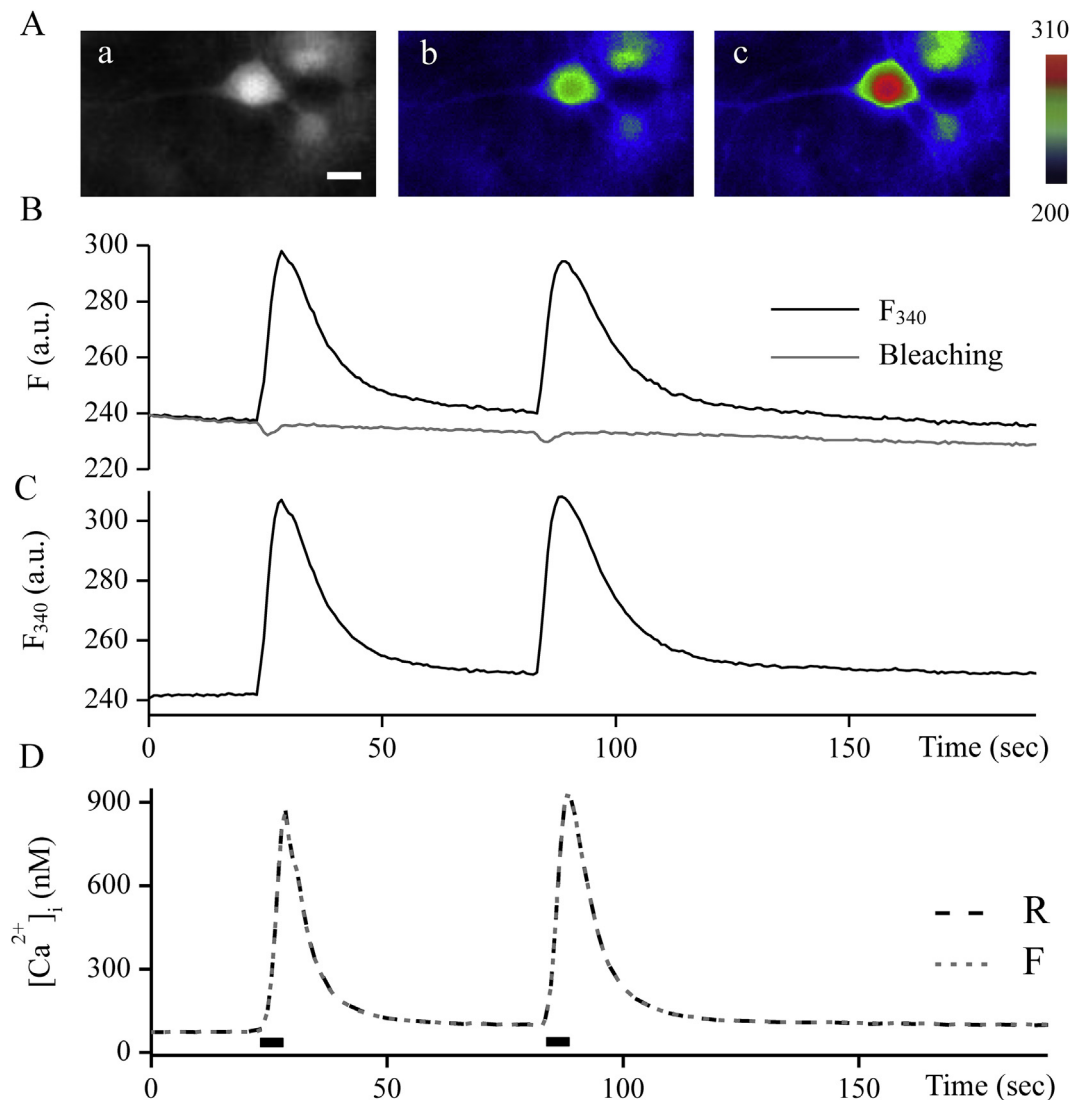 A
a
b
c
310
200
B
300
280
260
240
220
F (a.u.)
F₃₄₀
Bleaching
C
300
280
260
240
F₃₄₀ (a.u.)
0
50
100
150
Time (sec)
D
900
600
300
0
[Ca²⁺]ᵢ (nM)
R
F
0
50
100
150
Time (sec)